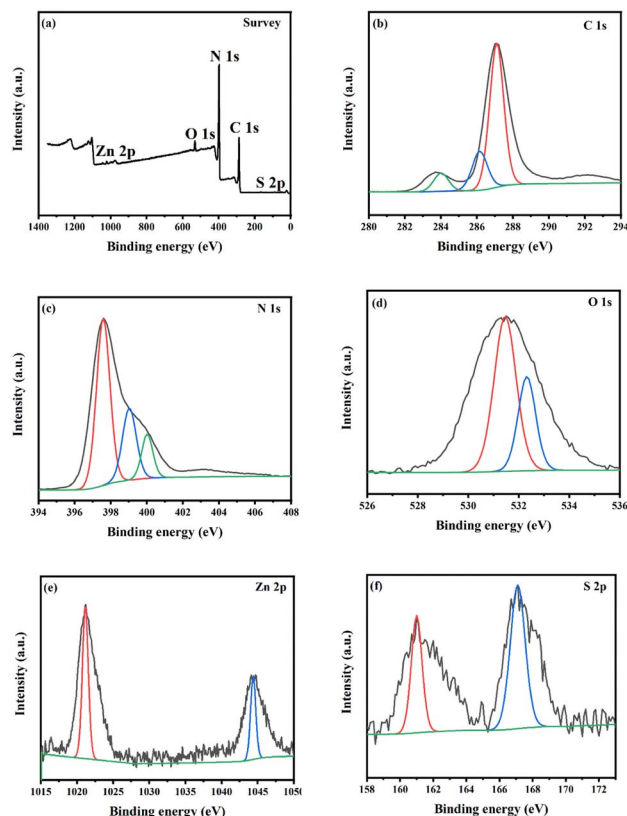 (a) Survey
N 1s
O 1s
C 1s
Zn 2p
S 2p
Intensity (a.u.)
1400 1200 1000 800 600 400 200 0
Binding energy (eV)
(b) C 1s
Intensity (a.u.)
280 282 284 286 288 290 292 294
Binding energy (eV)
(c) N 1s
Intensity (a.u.)
394 396 398 400 402 404 406 408
Binding energy (eV)
(d) O 1s
Intensity (a.u.)
526 528 530 532 534 536
Binding energy (eV)
(e) Zn 2p
Intensity (a.u.)
1015 1020 1025 1030 1035 1040 1045 1050
Binding energy (eV)
(f) S 2p
Intensity (a.u.)
158 160 162 164 166 168 170 172
Binding energy (eV)